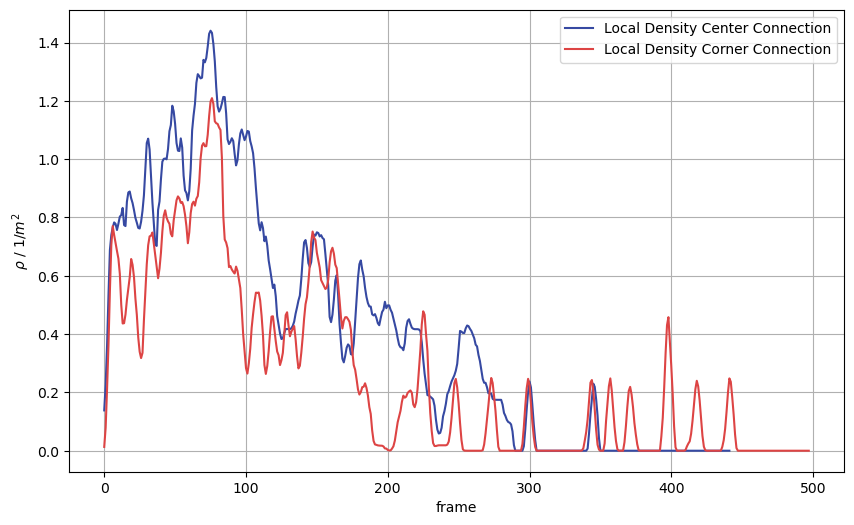 Local Density Center Connection
Local Density Corner Connection
1.4
1.2
1.0
0.8
0.6
0.4
0.2
0.0
ρ / 1/m²
0 100 200 300 400 500
frame